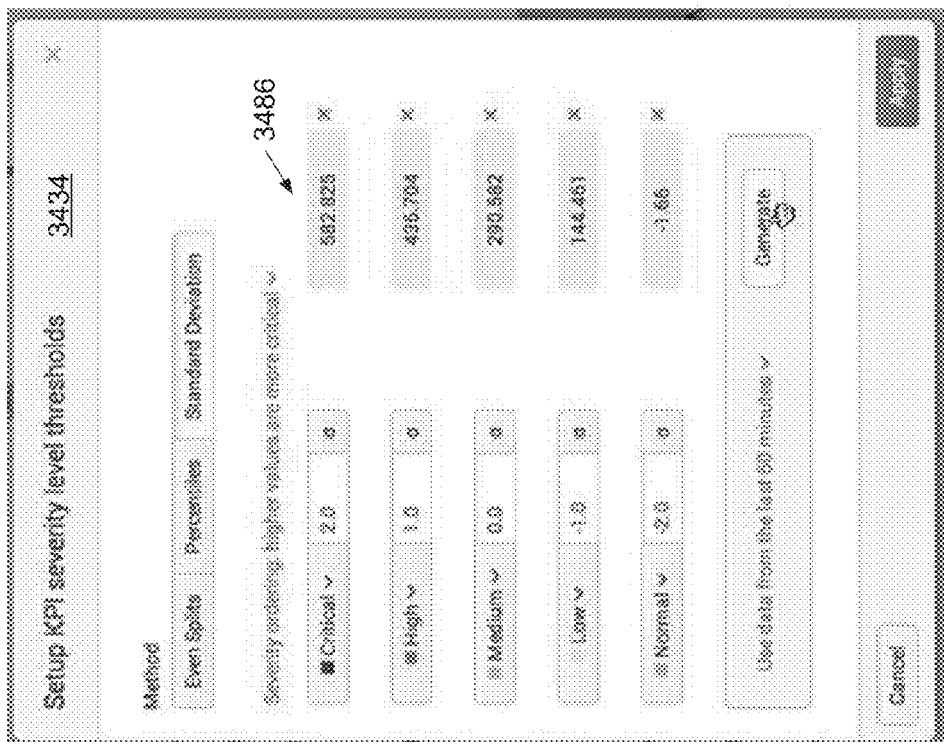 Setup KPI severity level thresholds 3434 ×
Method
Even Splits Percentiles Standard Deviation
Severity ordering: higher values are more critical
3486
Critical 2.0 σ 582.825 ×
High 1.0 σ 436.704 ×
Medium 0.0 σ 290.582 ×
Low -1.0 σ 144.461 ×
Normal -2.0 σ -1.66 ×
Use data from the last 60 minutes Generate
Cancel